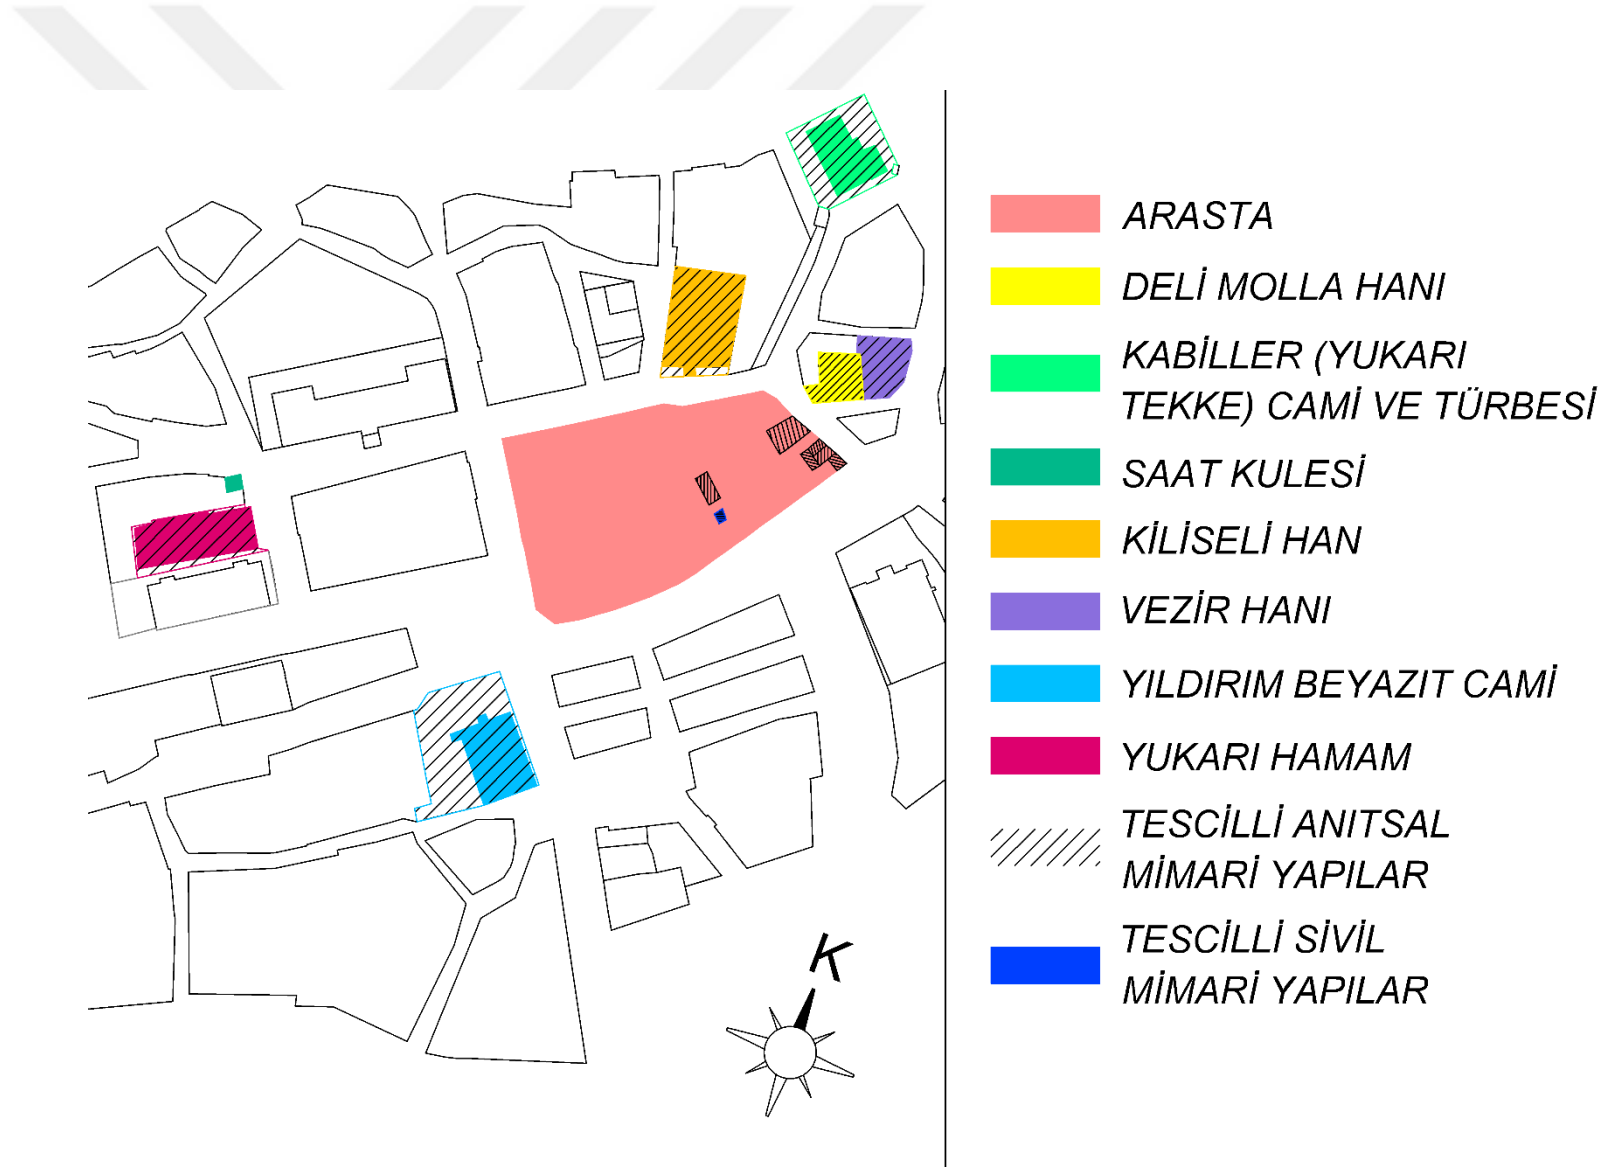 ARASTA
DELİ MOLLA HANI
KABİLLER (YUKARI
TEKKE) CAMİ VE TÜRBESİ
SAAT KULESİ
KİLİSELİ HAN
VEZİR HANI
YILDIRIM BEYAZIT CAMİ
YUKARI HAMAM
TESCİLLİ ANITSAL
MİMARİ YAPILAR
TESCİLLİ SİVİL
MİMARİ YAPILAR
K